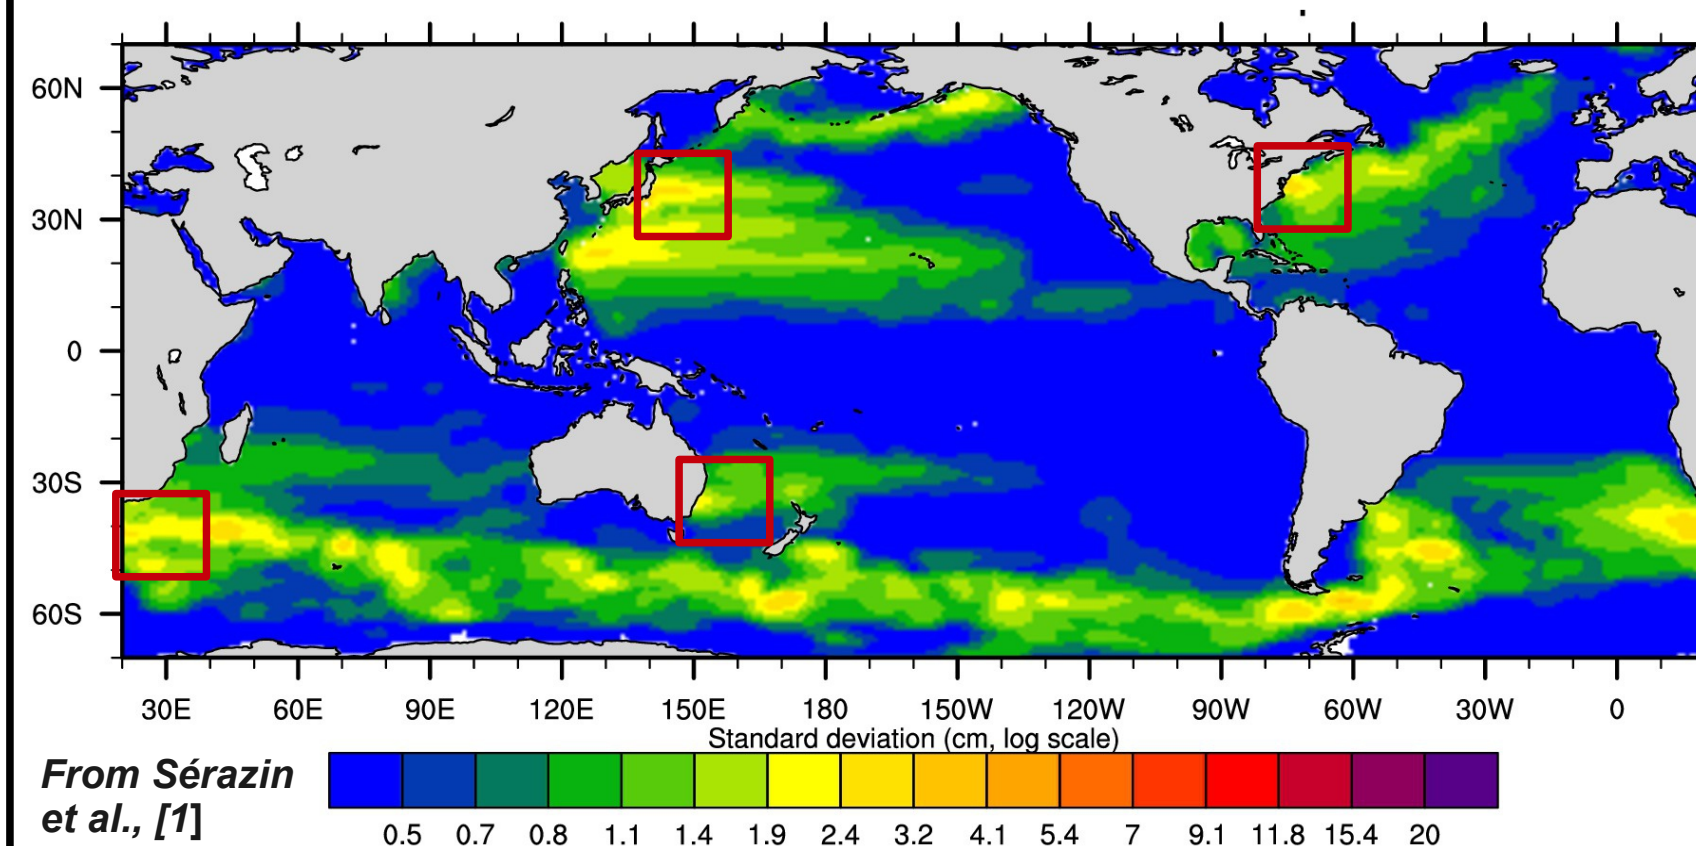 60N
30N
0
30S
60S
30E 60E 90E 120E 150E 180 150W 120W 90W 60W 30W 0
Standard deviation (cm, log scale)
0.5 0.7 0.8 1.1 1.4 1.9 2.4 3.2 4.1 5.4 7 9.1 11.8 15.4 20
From Sérazin
et al., [1]